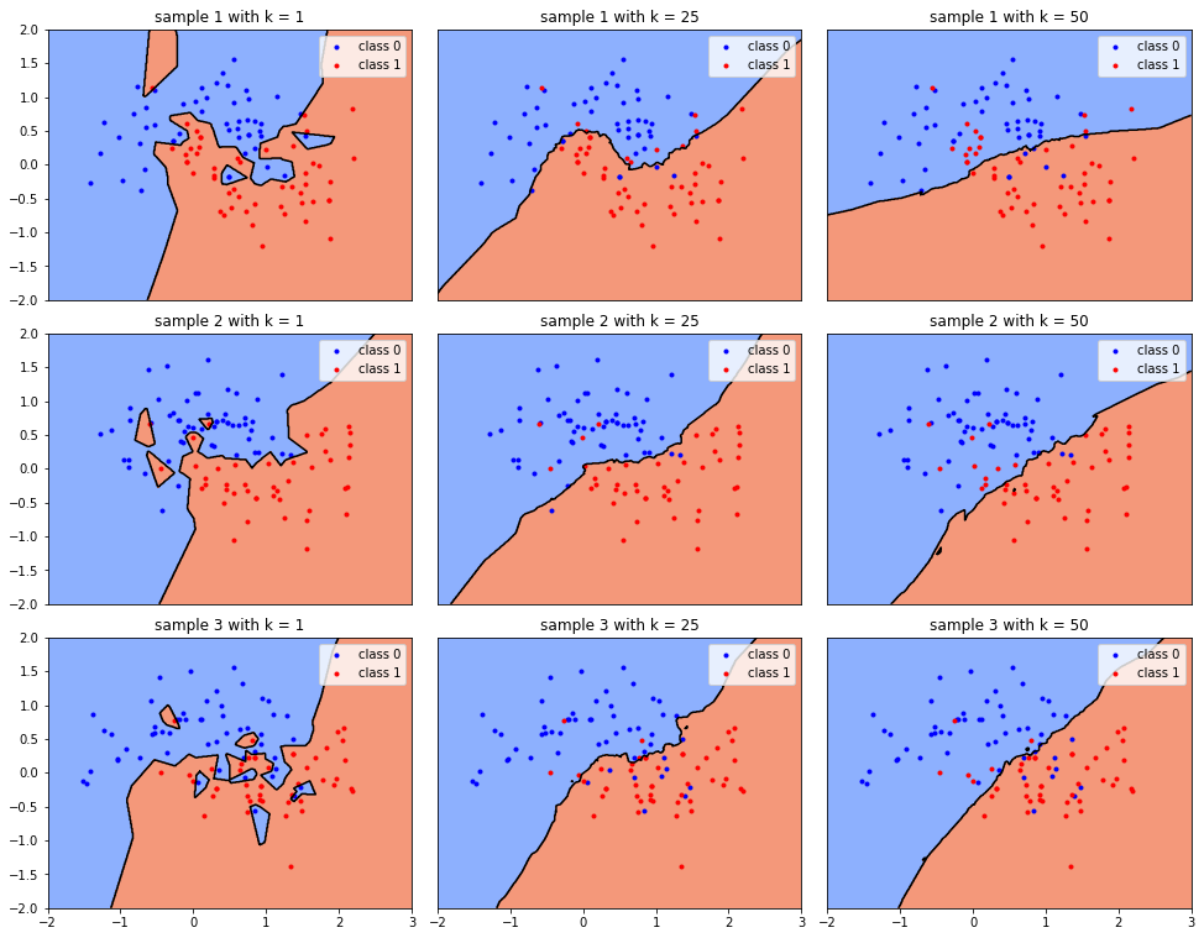 sample 1 with k = 1
sample 1 with k = 25
sample 1 with k = 50
2.0
1.5
1.0
0.5
0.0
−0.5
−1.0
−1.5
−2.0
class 0
class 1
class 0
class 1
class 0
class 1
sample 2 with k = 1
sample 2 with k = 25
sample 2 with k = 50
2.0
1.5
1.0
0.5
0.0
−0.5
−1.0
−1.5
−2.0
class 0
class 1
class 0
class 1
class 0
class 1
sample 3 with k = 1
sample 3 with k = 25
sample 3 with k = 50
2.0
1.5
1.0
0.5
0.0
−0.5
−1.0
−1.5
−2.0
class 0
class 1
class 0
class 1
class 0
class 1
−2 −1 0 1 2 3
−2 −1 0 1 2 3
−2 −1 0 1 2 3